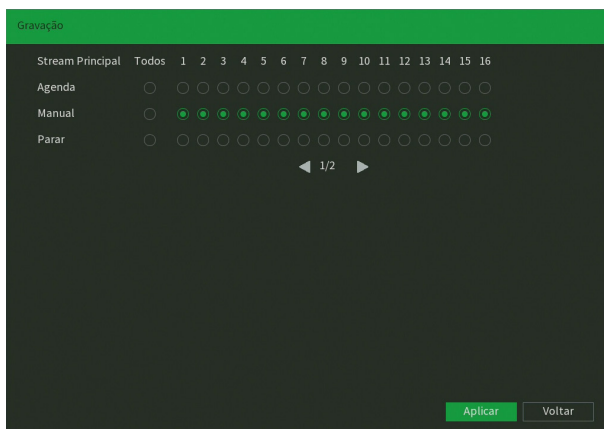 Gravação
Stream Principal Todos 1 2 3 4 5 6 7 8 9 10 11 12 13 14 15 16
Agenda
Manual
Parar
1/2
Aplicar Voltar